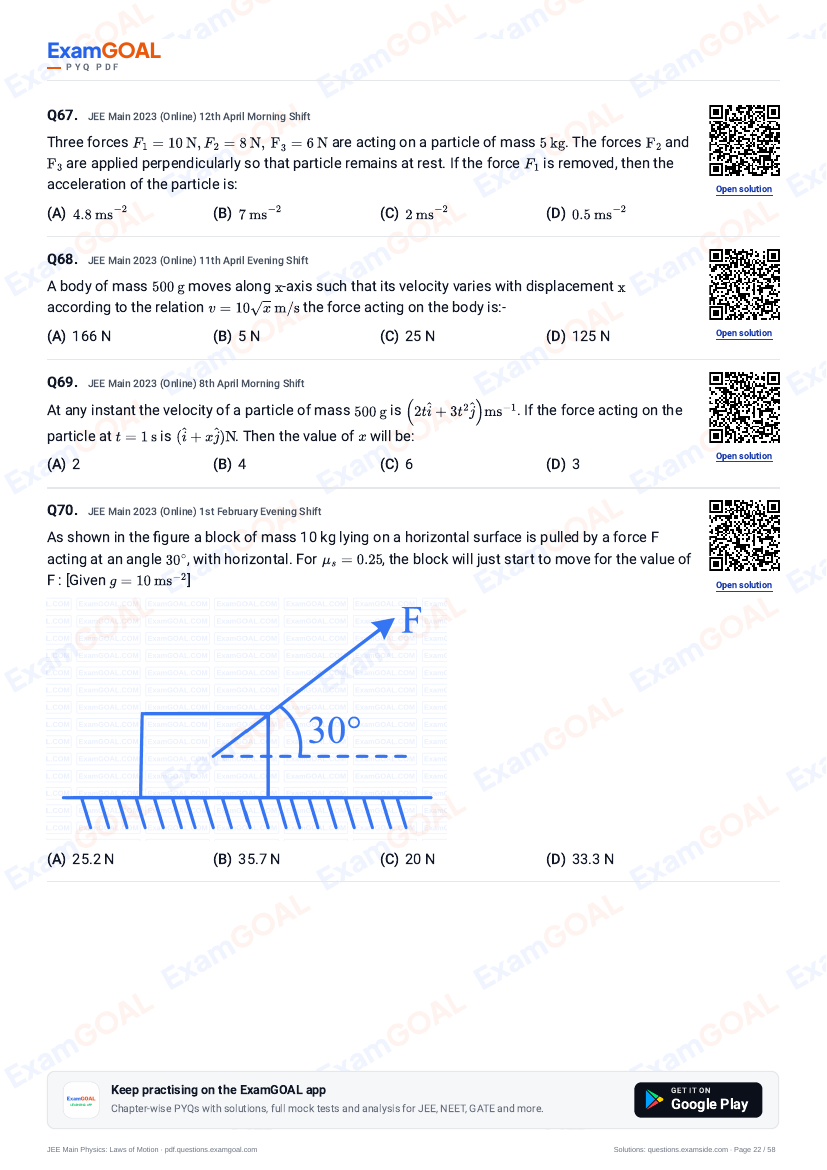 ExamGOAL
PYQ PDF
Q67. JEE Main 2023 (Online) 12th April Morning Shift
Three forces F₁ = 10 N, F₂ = 8 N, F₃ = 6 N are acting on a particle of mass 5 kg. The forces F₂ and
F₃ are applied perpendicularly so that particle remains at rest. If the force F₁ is removed, then the
acceleration of the particle is:
(A) 4.8 ms⁻² (B) 7 ms⁻² (C) 2 ms⁻² (D) 0.5 ms⁻²
Open solution
Q68. JEE Main 2023 (Online) 11th April Evening Shift
A body of mass 500 g moves along x-axis such that its velocity varies with displacement x
according to the relation v = 10√x m/s the force acting on the body is:-
(A) 166 N (B) 5 N (C) 25 N (D) 125 N
Open solution
Q69. JEE Main 2023 (Online) 8th April Morning Shift
At any instant the velocity of a particle of mass 500 g is (2tî + 3t²ĵ)ms⁻¹. If the force acting on the
particle at t = 1 s is (î + xĵ)N. Then the value of x will be:
(A) 2 (B) 4 (C) 6 (D) 3
Open solution
Q70. JEE Main 2023 (Online) 1st February Evening Shift
As shown in the figure a block of mass 10 kg lying on a horizontal surface is pulled by a force F
acting at an angle 30°, with horizontal. For μₛ = 0.25, the block will just start to move for the value of
F : [Given g = 10 ms⁻²]
Open solution
F
30°
(A) 25.2 N (B) 35.7 N (C) 20 N (D) 33.3 N
Keep practising on the ExamGOAL app
Chapter-wise PYQs with solutions, full mock tests and analysis for JEE, NEET, GATE and more.
GET IT ON
Google Play
JEE Main Physics: Laws of Motion · pdf.questions.examgoal.com
Solutions: questions.examside.com · Page 22 / 58